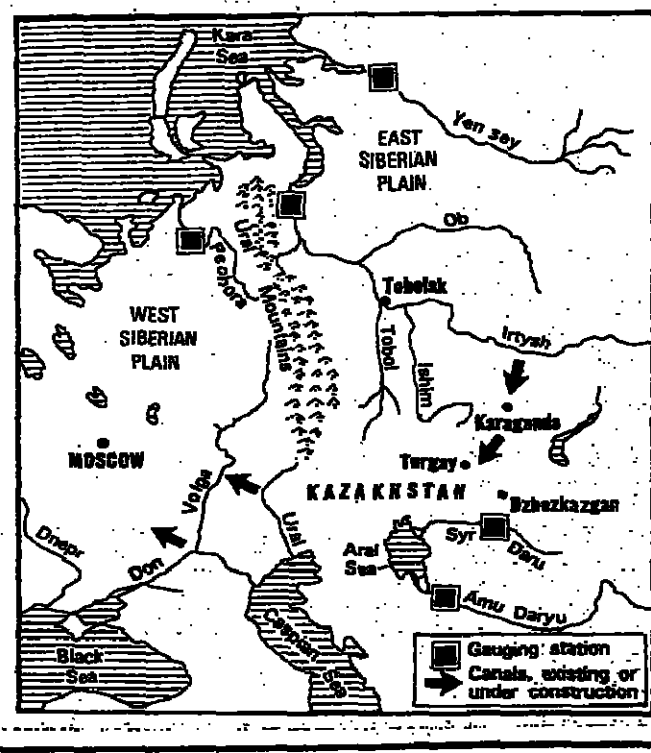 Kara
Sea
Yen sey
EAST
SIBERIAN
PLAIN
Ob
Ural
Mountains
Pechora
Tobolsk
WEST
SIBERIAN
PLAIN
Tobol
Ishim
Irtysh
Karaganda
MOSCOW
Turgay
Volga
KAZAKHSTAN
Dzhezkazgan
Ural
Dnepr
Don
Aral
Sea
Syr
Daru
Amu Daryu
Caspian Sea
Black
Sea
Gauging station
Canals, existing or
under construction